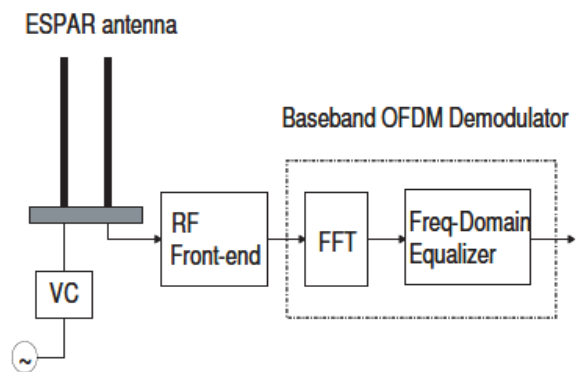 ESPAR antenna
Baseband OFDM Demodulator
RF
Front-end
FFT
Freq-Domain
Equalizer
VC
~